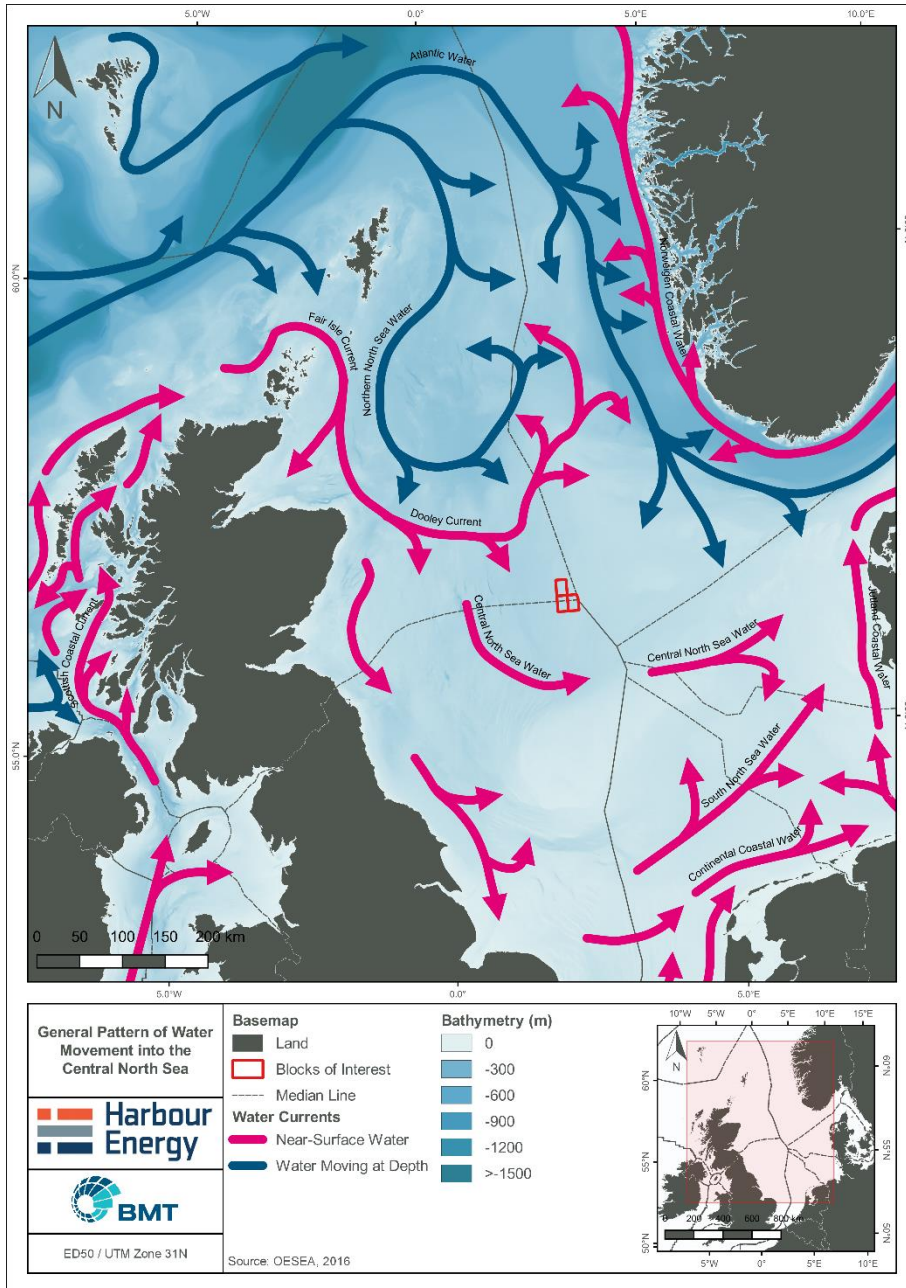 5.0°W 0.0° 5.0°E 10.0°E
N
Atlantic Water
60.0°N
Fair Isle Current
Northern North Sea Water
Norweigen Coastal Water
Dooley Current
Scottish Coastal Current
Central North Sea Water
Central North Sea Water
Jutland Coastal Water
55.0°N
South North Sea Water
Continental Coastal Water
0 50 100 150 200 km
5.0°W 0.0° 5.0°E
General Pattern of Water
Movement into the
Central North Sea
Harbour
Energy
BMT
ED50 / UTM Zone 31N
Basemap
Land
Blocks of Interest
Median Line
Water Currents
Near-Surface Water
Water Moving at Depth
Source: OESEA, 2016
Bathymetry (m)
0
-300
-600
-900
-1200
>-1500
10°W 5°W 0° 5°E 10°E 15°E
N
60°N
60°N
55°N
55°N
50°N
50°N
0 200 400 600 800 km
5°W 0° 5°E 10°E